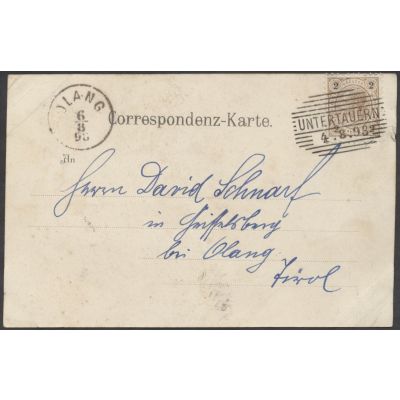 OLANG
6
8
98
Correspondenz-Karte.
2 2
UNTERTAUERN
4.8.98
An
Herrn David Schnarf
in Geisselsberg
bei Olang
Tirol